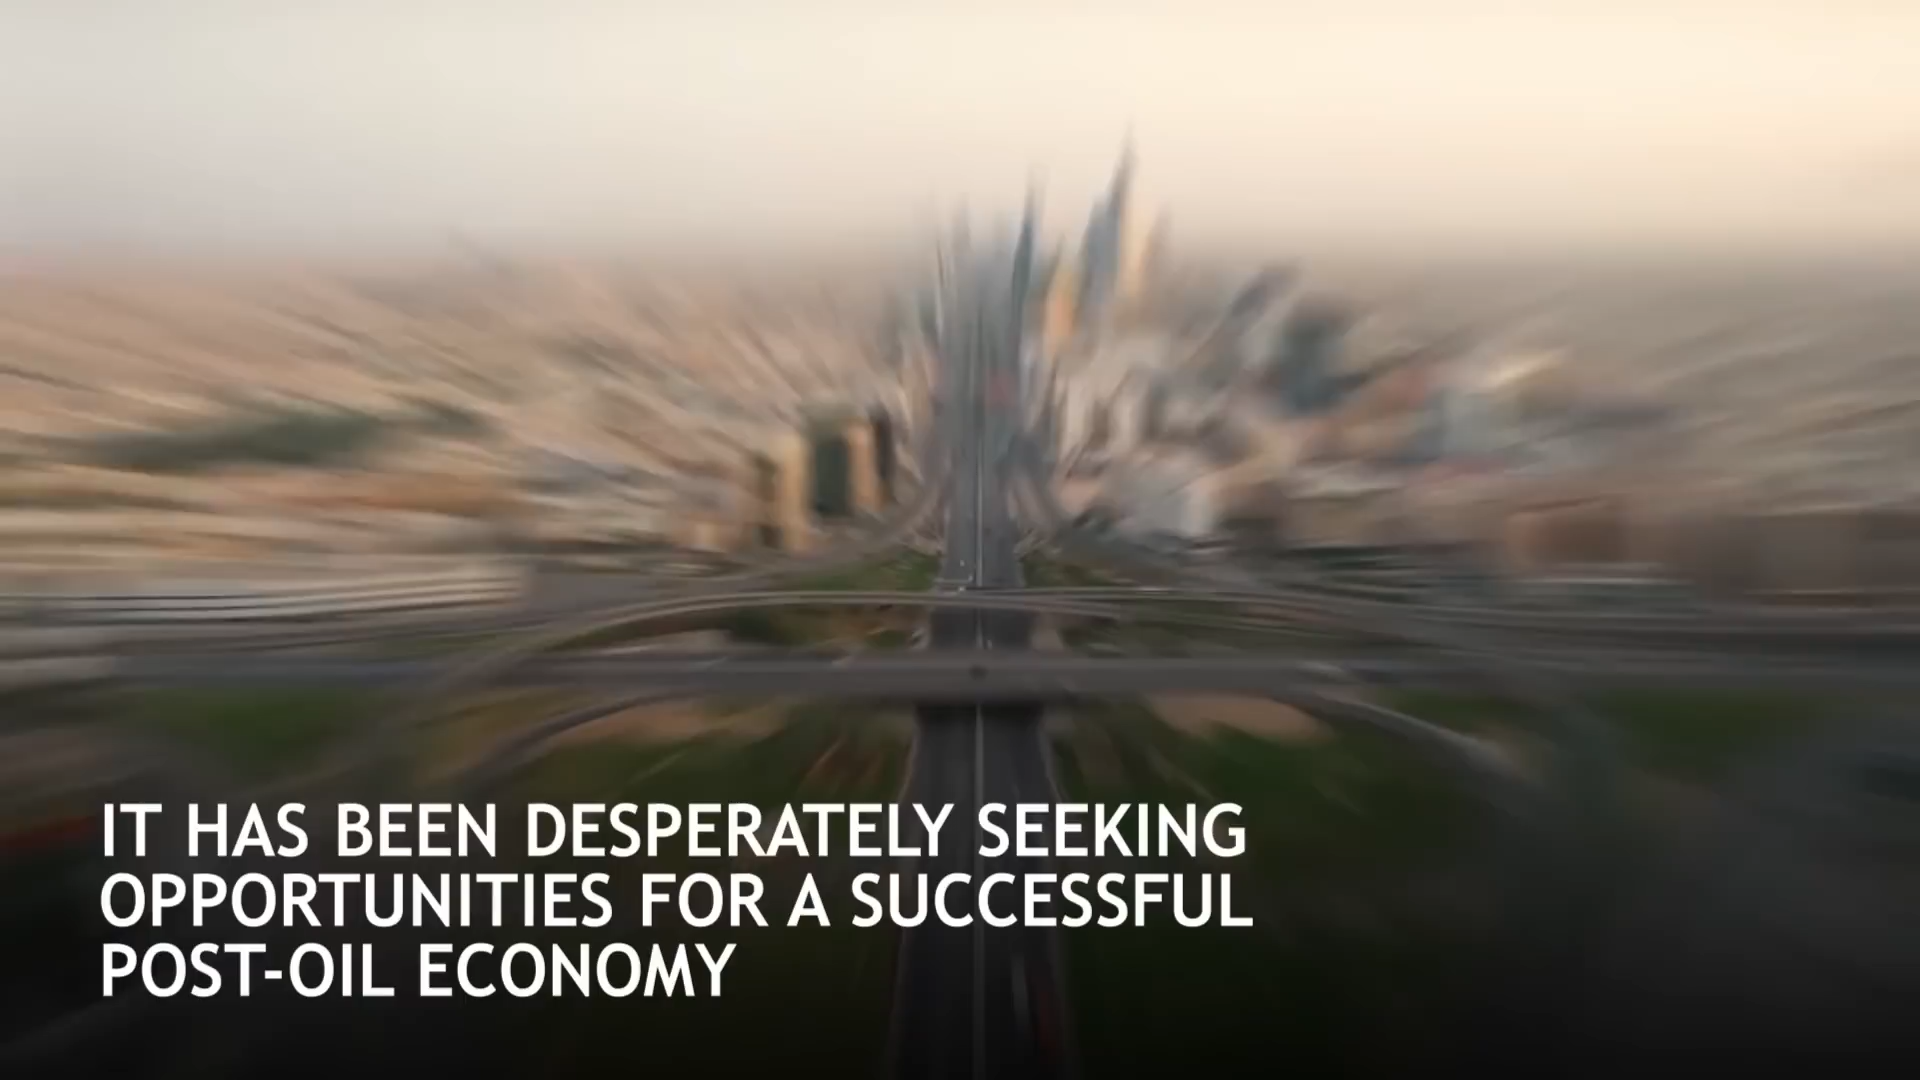 IT HAS BEEN DESPERATELY SEEKING
OPPORTUNITIES FOR A SUCCESSFUL
POST-OIL ECONOMY